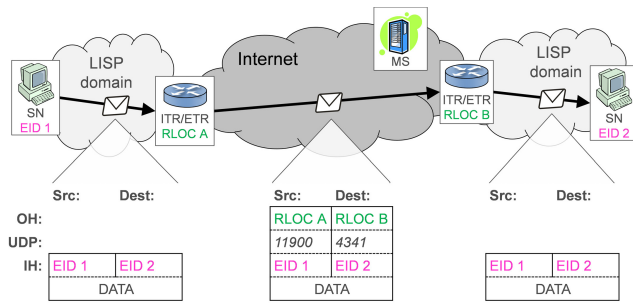 LISP domain
Internet
MS
LISP domain
SN
EID 1
ITR/ETR
RLOC A
ITR/ETR
RLOC B
SN
EID 2
Src: Dest: Src: Dest: Src: Dest:
OH: RLOC A RLOC B
UDP: 11900 4341
IH: EID 1 EID 2 EID 1 EID 2 EID 1 EID 2
DATA DATA DATA